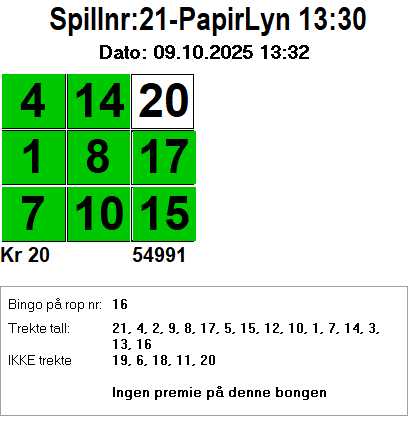 Spillnr:21-PapirLyn 13:30
Dato: 09.10.2025 13:32
4 14 20
1 8 17
7 10 15
Kr 20 54991
Bingo på rop nr: 16
Trekte tall: 21, 4, 2, 9, 8, 17, 5, 15, 12, 10, 1, 7, 14, 3,
13, 16
IKKE trekte 19, 6, 18, 11, 20
Ingen premie på denne bongen